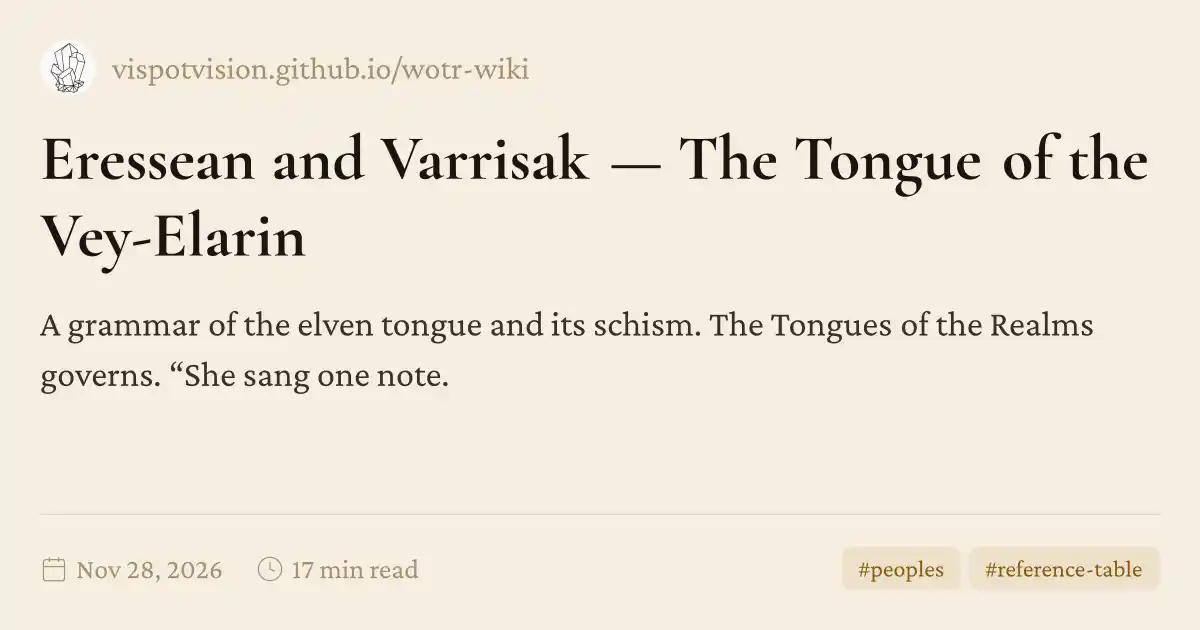 vispotvision.github.io/wotr-wiki
Eressean and Varrisak — The Tongue of the
Vey-Elarin
A grammar of the elven tongue and its schism. The Tongues of the Realms
governs. “She sang one note.
Nov 28, 2026
17 min read
#peoples
#reference-table